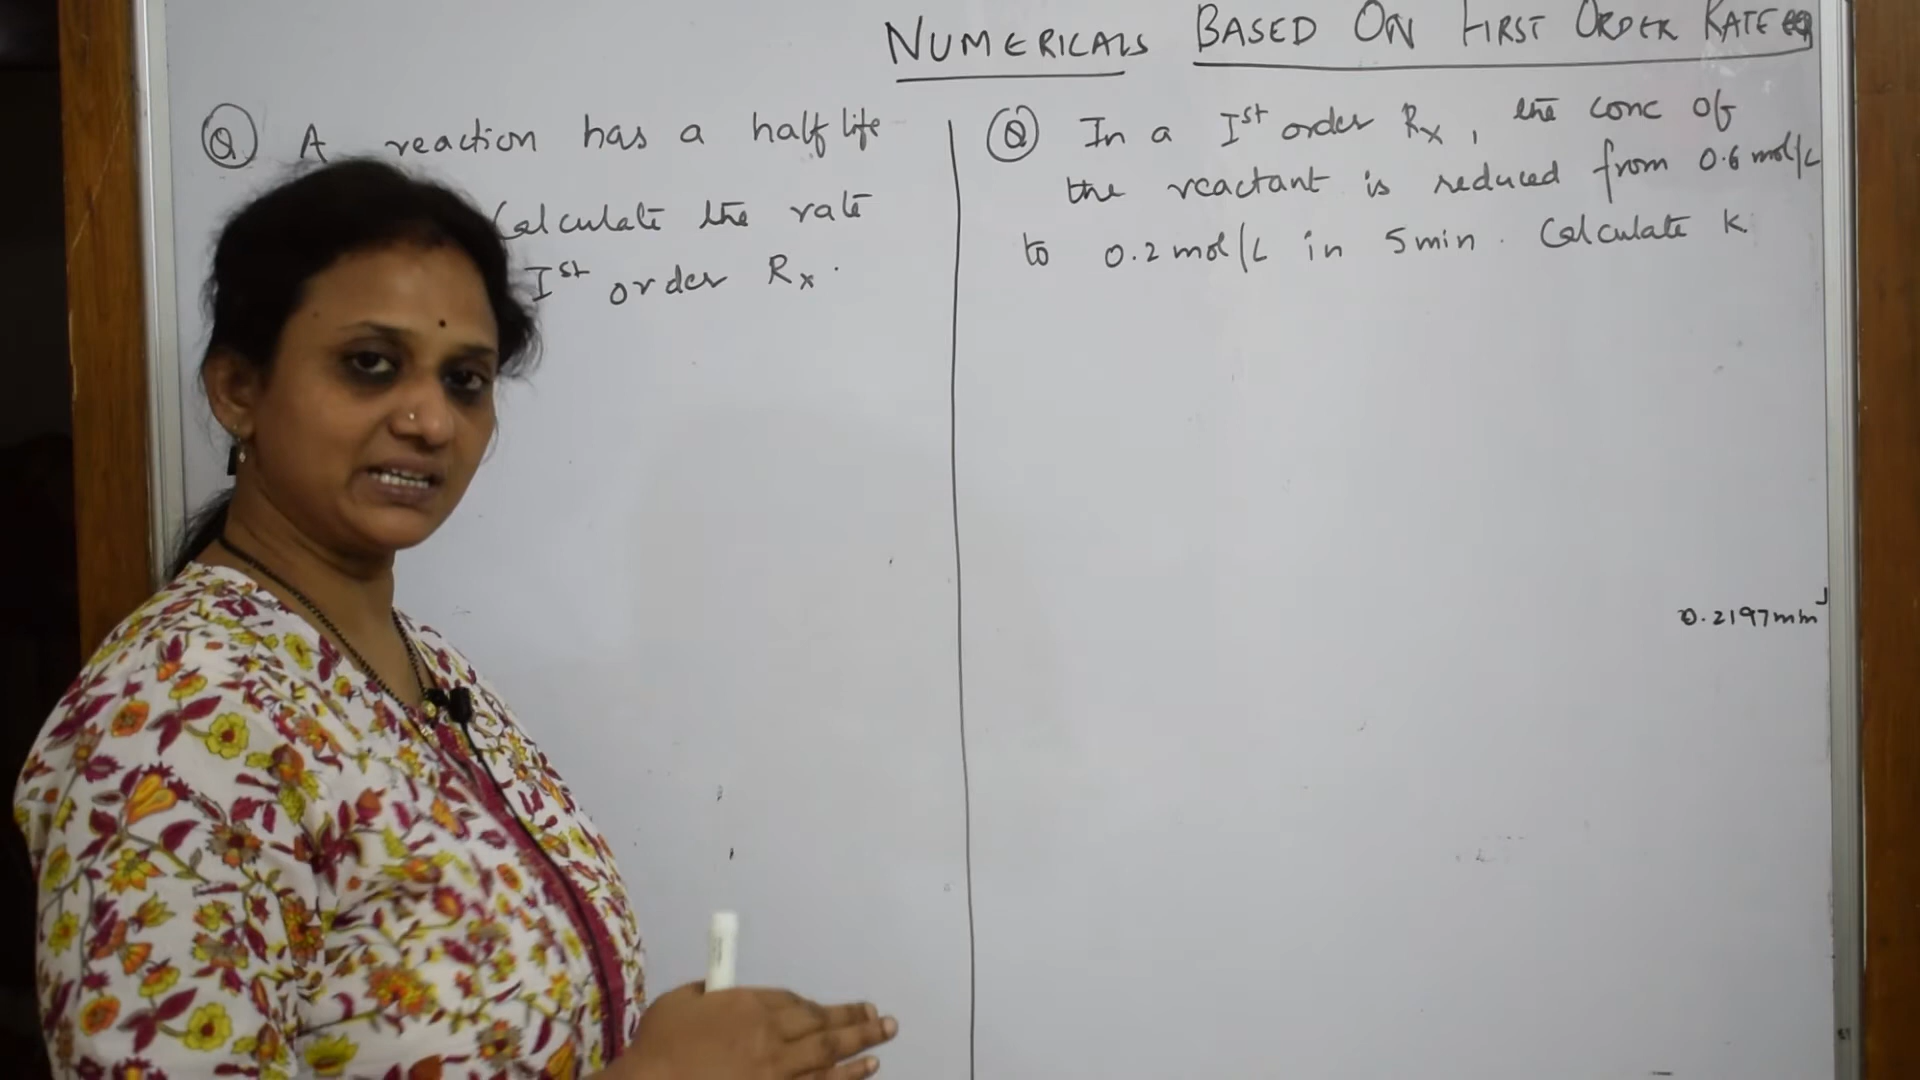 NUMERICALS BASED ON FIRST ORDER RATE EQ
Q A reaction has a half life
Calculate the rate
Ist order Rx.
Q In a Ist order Rx, the conc of
the reactant is reduced from 0.6 mol/L
to 0.2 mol/L in 5 min. Calculate K.
0.2197 min-1